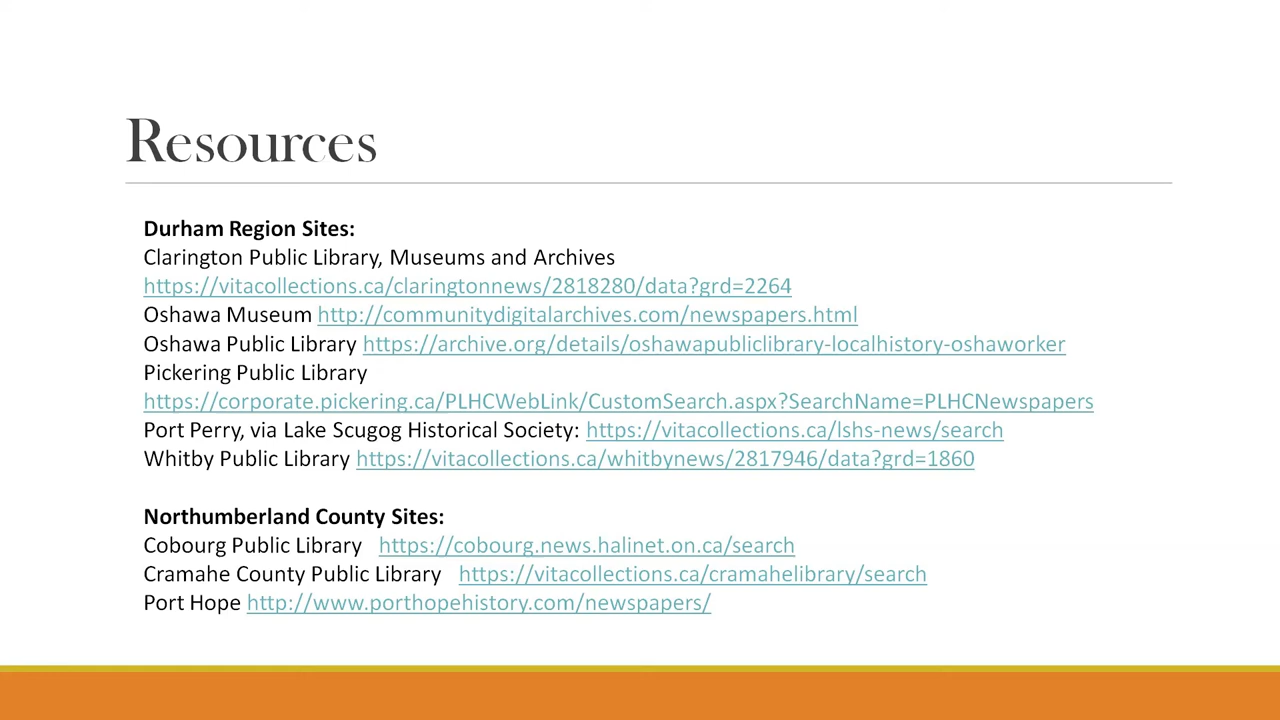 Resources
Durham Region Sites:
Clarington Public Library, Museums and Archives
https://vitacollections.ca/claringtonnews/2818280/data?grd=2264
Oshawa Museum http://communitydigitalarchives.com/newspapers.html
Oshawa Public Library https://archive.org/details/oshawapubliclibrary-localhistory-oshaworker
Pickering Public Library
https://corporate.pickering.ca/PLHCWebLink/CustomSearch.aspx?SearchName=PLHCNewspapers
Port Perry, via Lake Scugog Historical Society: https://vitacollections.ca/lshs-news/search
Whitby Public Library https://vitacollections.ca/whitbynews/2817946/data?grd=1860
Northumberland County Sites:
Cobourg Public Library https://cobourg.news.halinet.on.ca/search
Cramahe County Public Library https://vitacollections.ca/cramahelibrary/search
Port Hope http://www.porthopehistory.com/newspapers/